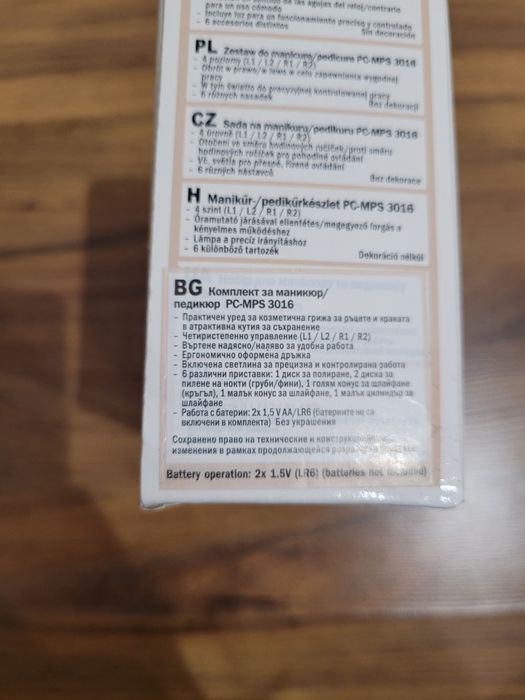 para un uso cómodo
- Incluye luz para un funcionamiento preciso y controlado
- 6 accesorios distintos
Sin decoración
PL Zestaw do manicure/pedicure PC-MPS 3016
- 4 poziomy (L1 / L2 / R1 / R2)
- Obrót w prawo/w lewo w celu zapewnienia wygodnej
pracy
- W tym światło do precyzyjnej kontrolowanej pracy
- 6 różnych nasadek
Bez dekoracji
CZ Sada na manikúru/pedikúru PC-MPS 3016
- 4 úrovně (L1 / L2 / R1 / R2)
- Otáčení ve směru hodinových ručiček/proti směru
hodinových ručiček pro pohodlné ovládání
- Vč. světla pro přesné, řízené ovládání
- 6 různých nástavců
Bez dekorace
H Manikűr-/pedikűrkészlet PC-MPS 3016
- 4 szint (L1 / L2 / R1 / R2)
- Óramutató járásával ellentétes/megegyező forgás a
kényelmes működéshez
- Lámpa a precíz irányításhoz
- 6 különböző tartozék
Dekoráció nélkül
BG Комплект за маникюр/
педикюр PC-MPS 3016
- Практичен уред за козметична грижа за ръцете и краката
в атрактивна кутия за съхранение
- Четиристепенно управление (L1 / L2 / R1 / R2)
- Въртене надясно/наляво за удобна работа
- Ергономично оформена дръжка
- Включена светлина за прецизна и контролирана работа
- 6 различни приставки: 1 диск за полиране, 2 диска за
пилене на нокти (груби/фини), 1 голям конус за шлайфане
(кръгъл), 1 малък конус за шлайфане, 1 малък цилиндър за
шлайфане
- Работа с батерии: 2x 1,5 V AA/LR6 (батериите не са
включени в комплекта) Без украшения
Сохранено право на технические и конструкционные
изменения в рамках продолжающейся разработки продукта.
Battery operation: 2x 1.5V (LR6) (batteries not included)